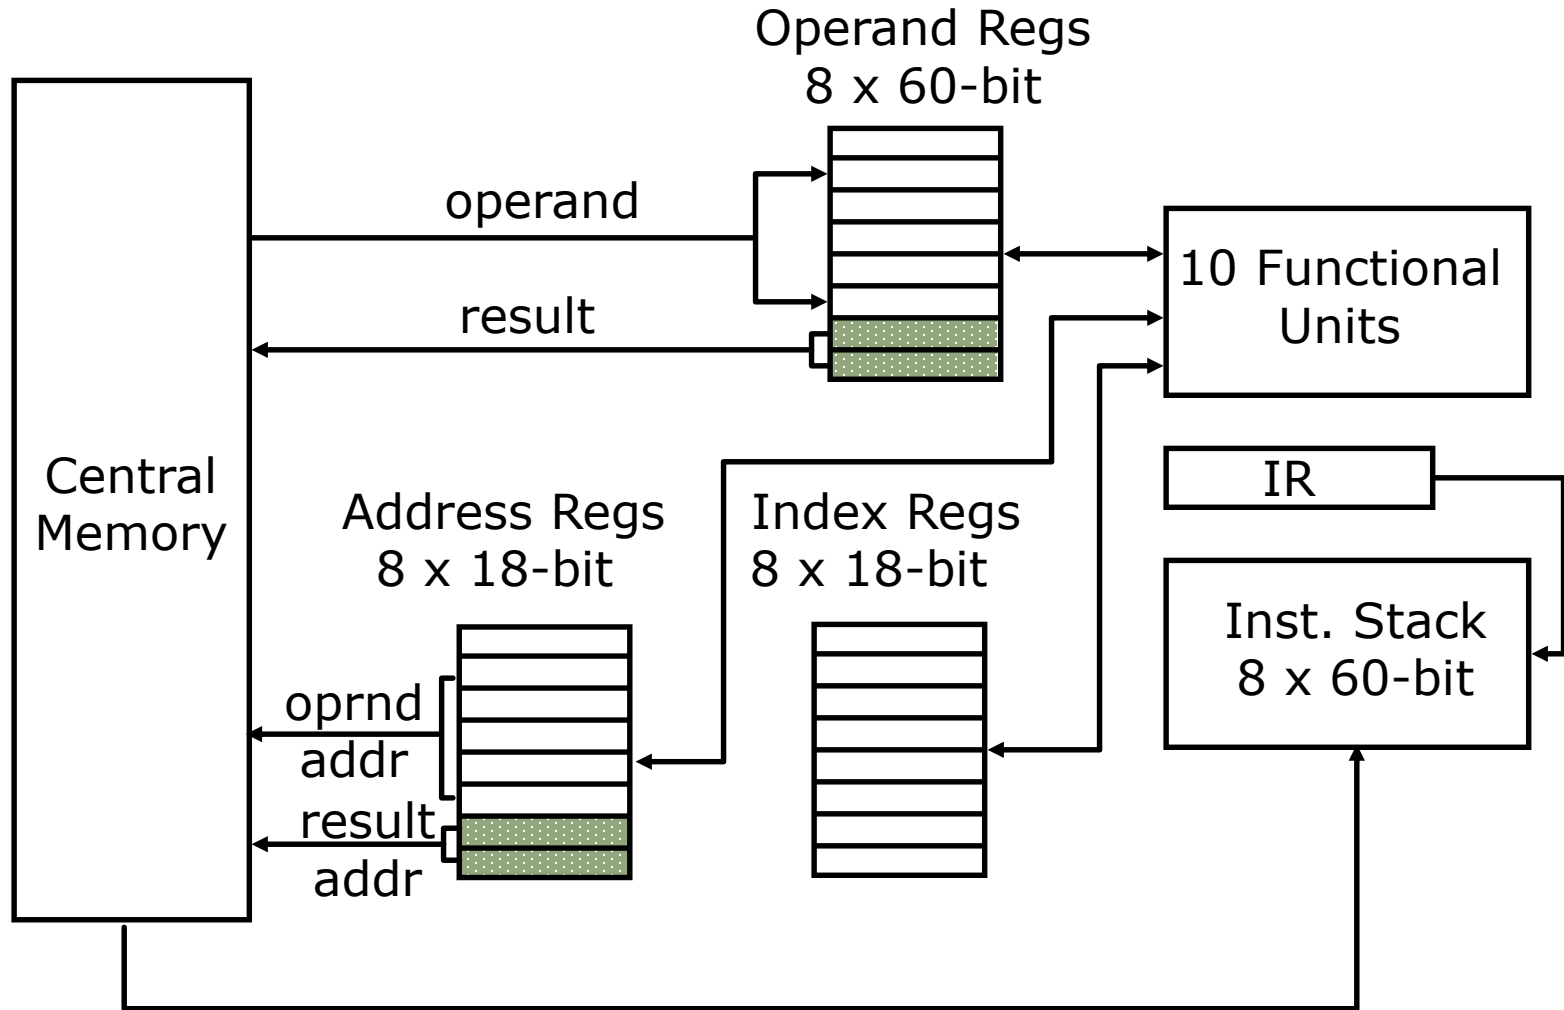 Operand Regs
8 x 60-bit
operand
10 Functional
Units
result
Central
Memory
IR
Address Regs
8 x 18-bit
Index Regs
8 x 18-bit
Inst. Stack
8 x 60-bit
oprnd
addr
result
addr